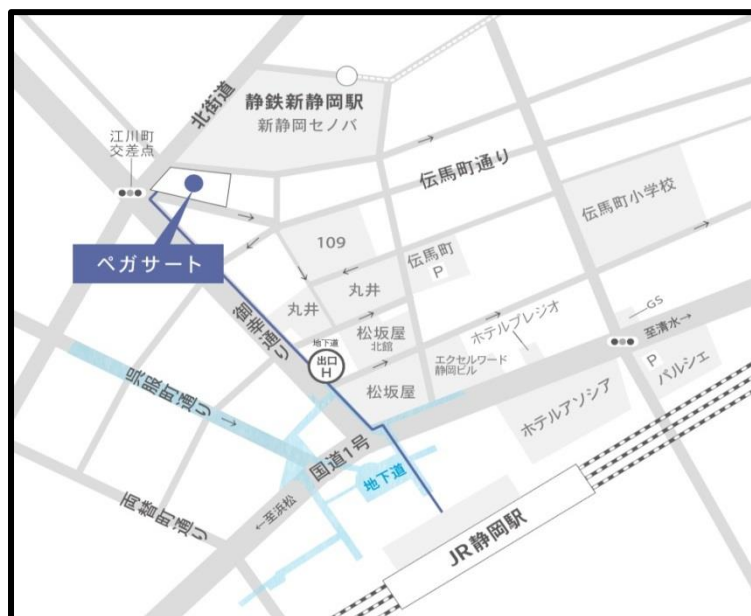 北街道
静鉄新静岡駅
新静岡セノバ
江川町
交差点
→
伝馬町通り
伝馬町小学校
ペガサート
→
←
109
→
←
伝馬町
P
→
丸井
丸井
→
御幸通り
地下道
出口
H
松坂屋
北館
→
ホテルプレジオ
GS
至清水→
エクセルワード
静岡ビル
P
パルシェ
松坂屋
ホテルアソシア
呉服町通り
→
国道1号
地下道
両替町通り
←至浜松
JR静岡駅